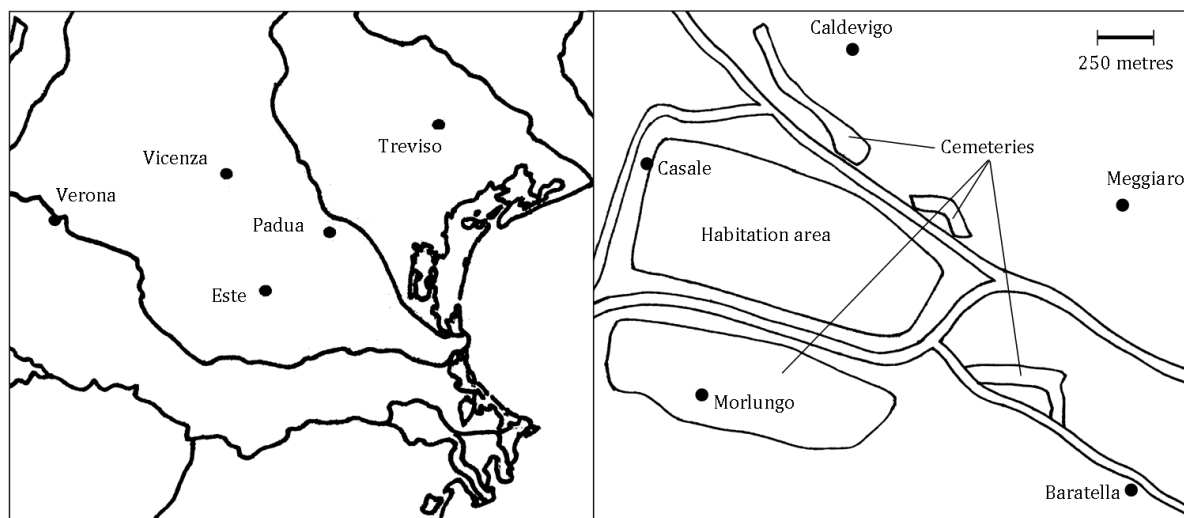 Treviso
Vicenza
Verona
Padua
Este
Caldevigo
250 metres
Cemeteries
Casale
Meggiaro
Habitation area
Morlungo
Baratella